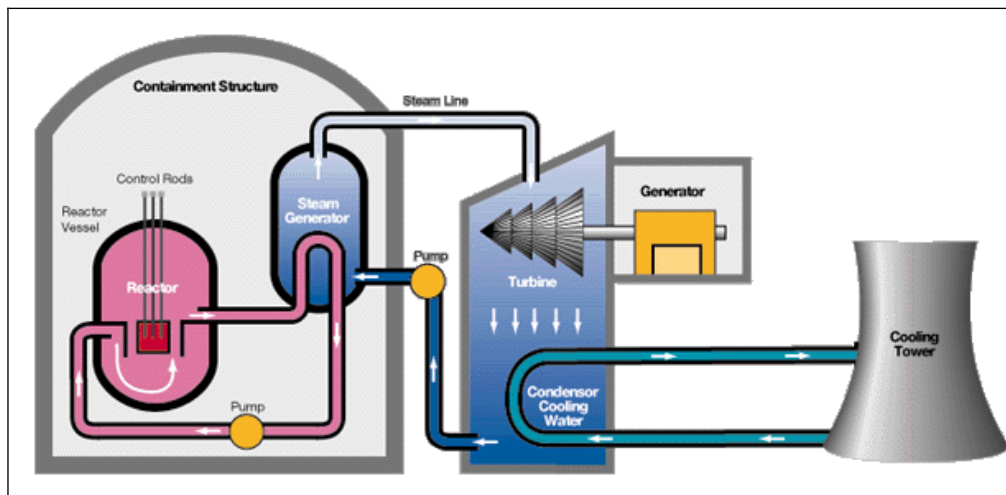 Containment Structure
Steam Line
Control Rods
Reactor
Vessel
Steam
Generator
Generator
Pump
Reactor
Turbine
Cooling
Tower
Condensor
Cooling
Water
Pump